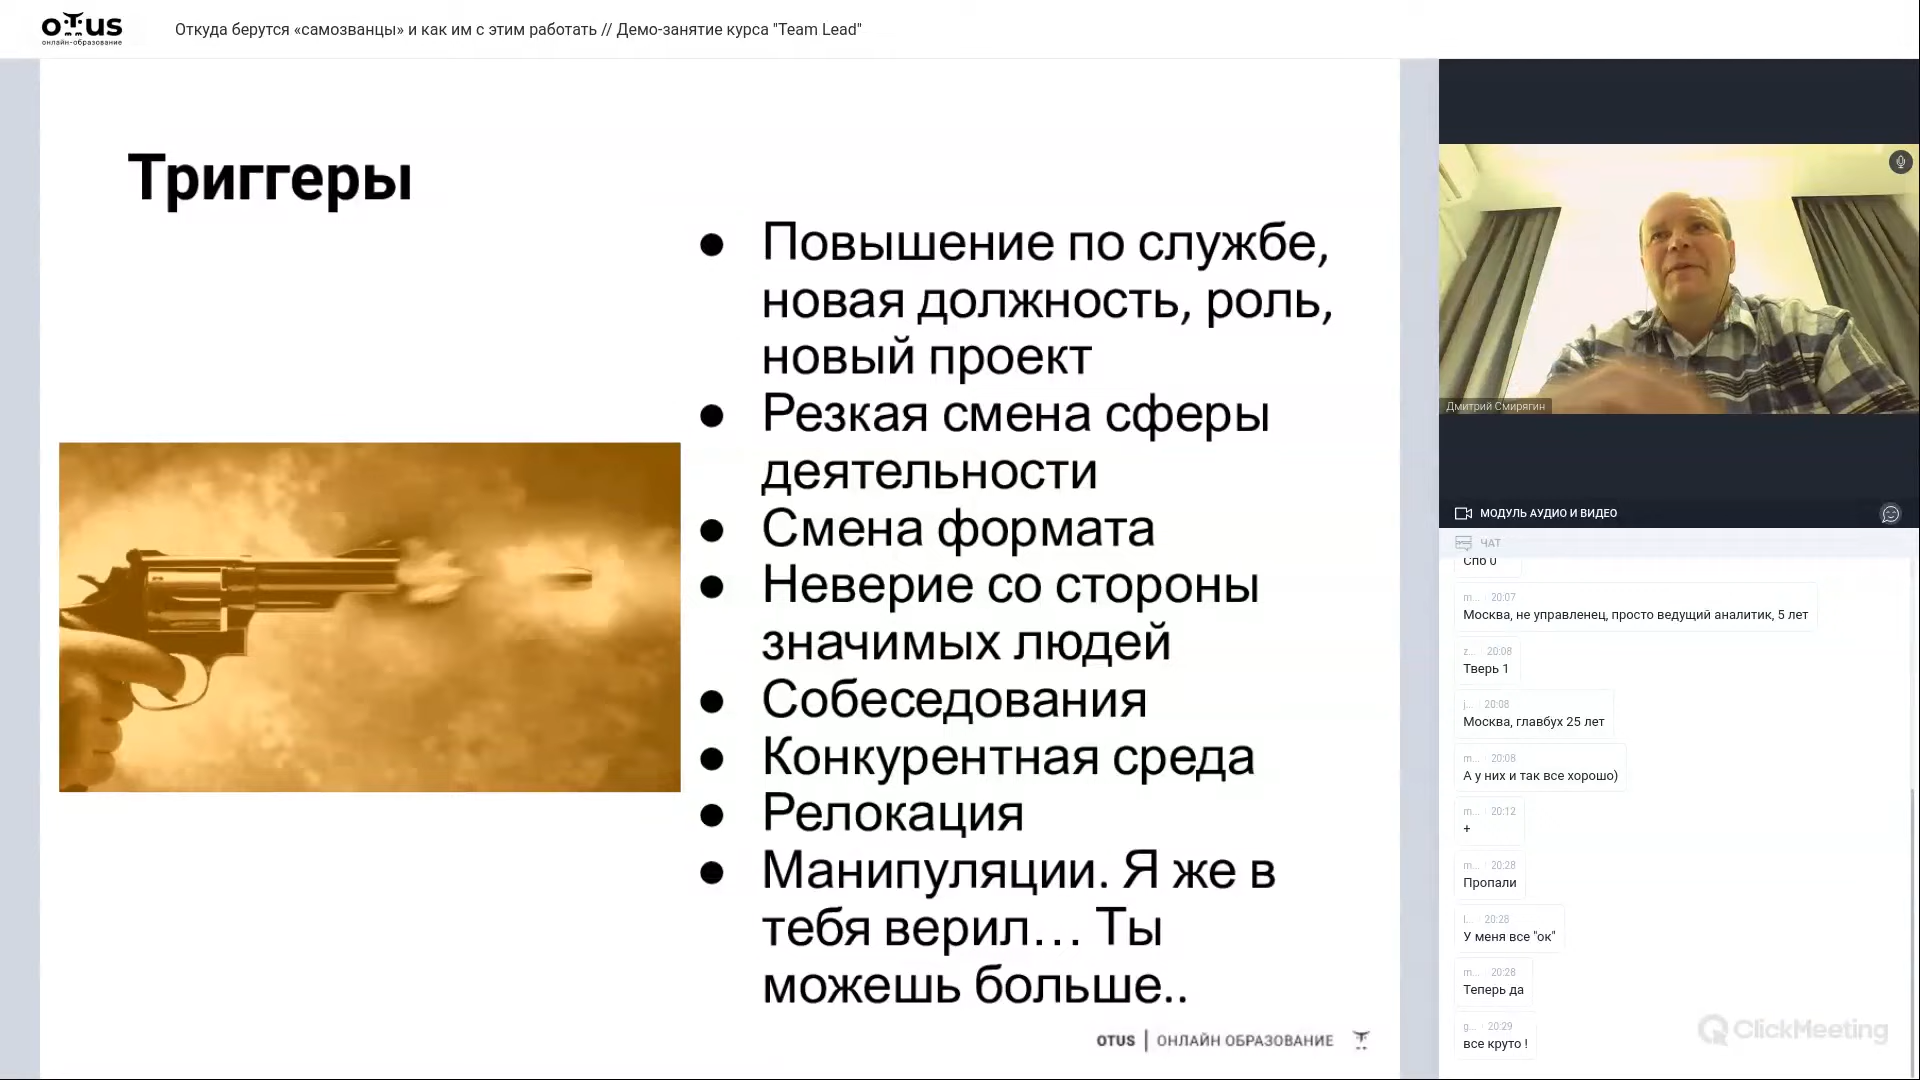 OTUS
онлайн-образование
Откуда берутся «самозванцы» и как им с этим работать // Демо-занятие курса "Team Lead"
Триггеры
● Повышение по службе,
новая должность, роль,
новый проект
● Резкая смена сферы
деятельности
● Смена формата
● Неверие со стороны
значимых людей
● Собеседования
● Конкурентная среда
● Релокация
● Манипуляции. Я же в
тебя верил… Ты
можешь больше..
OTUS | ОНЛАЙН ОБРАЗОВАНИЕ
Дмитрий Смирягин
МОДУЛЬ АУДИО И ВИДЕО
ЧАТ
Спб 0
m... · 20:07
Москва, не управленец, просто ведущий аналитик, 5 лет
z... · 20:08
Тверь 1
j... · 20:08
Москва, главбух 25 лет
m... · 20:08
А у них и так все хорошо)
m... · 20:12
+
m... · 20:28
Пропали
l... · 20:28
У меня все "ок"
m... · 20:28
Теперь да
g... · 20:29
все круто !
ClickMeeting